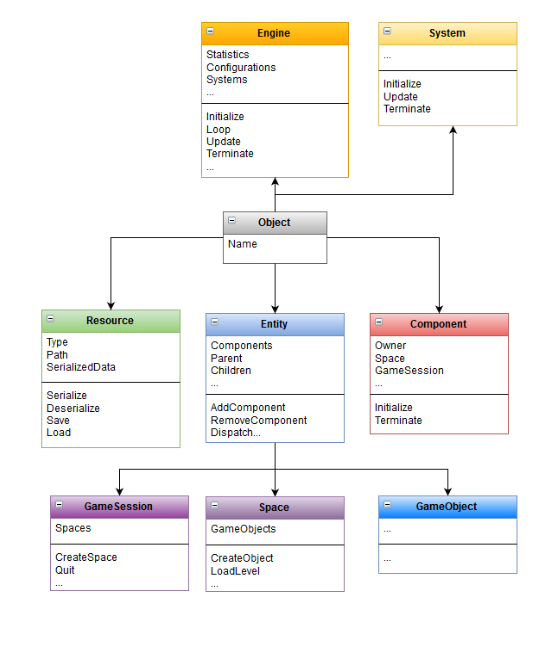 Engine
Statistics
Configurations
Systems
...
Initialize
Loop
Update
Terminate
...
System
...
Initialize
Update
Terminate
Object
Name
Resource
Type
Path
SerializedData
Serialize
Deserialize
Save
Load
Entity
Components
Parent
Children
...
AddComponent
RemoveComponent
Dispatch...
Component
Owner
Space
GameSession
...
Initialize
Terminate
GameSession
Spaces
CreateSpace
Quit
...
Space
GameObjects
CreateObject
LoadLevel
...
GameObject
...
...